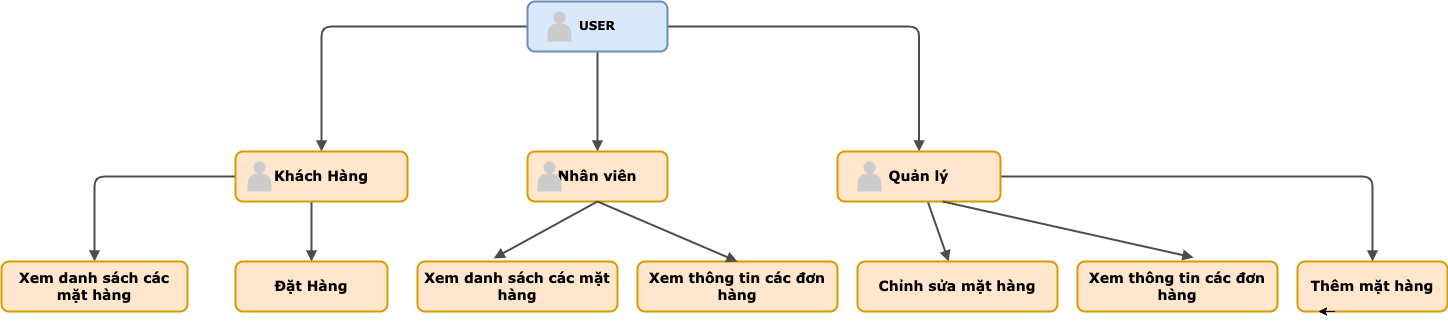 USER
Khách Hàng
Nhân viên
Quản lý
Xem danh sách các
mặt hàng
Đặt Hàng
Xem danh sách các mặt
hàng
Xem thông tin các đơn
hàng
Chỉnh sửa mặt hàng
Xem thông tin các đơn
hàng
Thêm mặt hàng